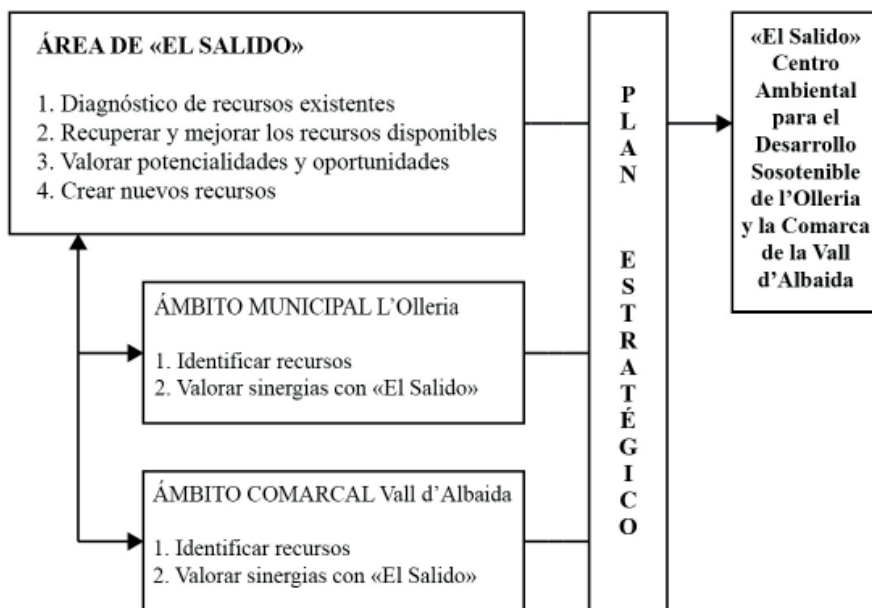 ÁREA DE «EL SALIDO»
1. Diagnóstico de recursos existentes
2. Recuperar y mejorar los recursos disponibles
3. Valorar potencialidades y oportunidades
4. Crear nuevos recursos
ÁMBITO MUNICIPAL L’Olleria
1. Identificar recursos
2. Valorar sinergias con «El Salido»
ÁMBITO COMARCAL Vall d’Albaida
1. Identificar recursos
2. Valorar sinergias con «El Salido»
PLAN ESTRATÉGICO
«El Salido»
Centro
Ambiental
para el
Desarrollo
Sosotenible
de l’Olleria
y la Comarca
de la Vall
d’Albaida